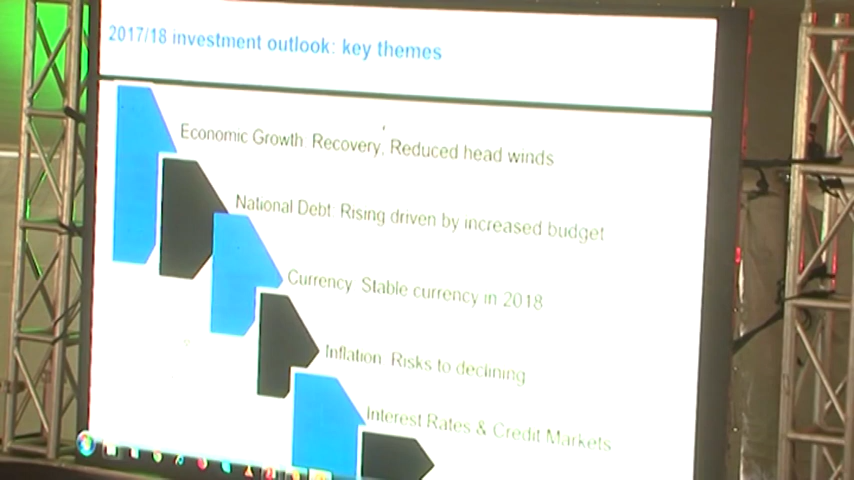 2017/18 investment outlook: key themes
Economic Growth: Recovery, Reduced head winds
National Debt: Rising driven by increased budget
Currency: Stable currency in 2018
Inflation: Risks to declining
Interest Rates & Credit Markets